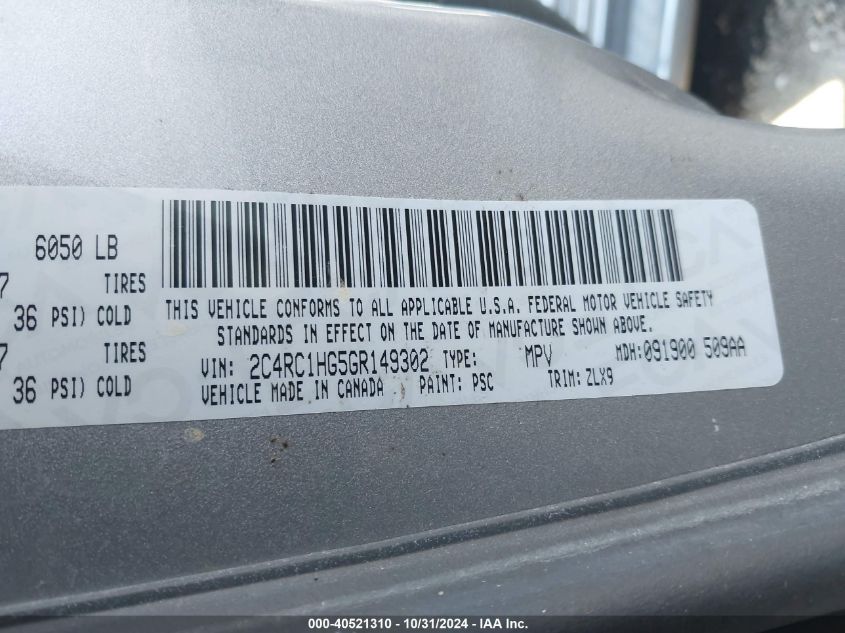 6050 LB
7 TIRES
36 PSI) COLD
7 TIRES
36 PSI) COLD
THIS VEHICLE CONFORMS TO ALL APPLICABLE U.S.A. FEDERAL MOTOR VEHICLE SAFETY
STANDARDS IN EFFECT ON THE DATE OF MANUFACTURE SHOWN ABOVE.
VIN: 2C4RC1HG5GR149302 TYPE: MPV MDH:091900 509AA
VEHICLE MADE IN CANADA PAINT: PSC TRIM: ZLX9
000-40521310 - 10/31/2024 - IAA Inc.